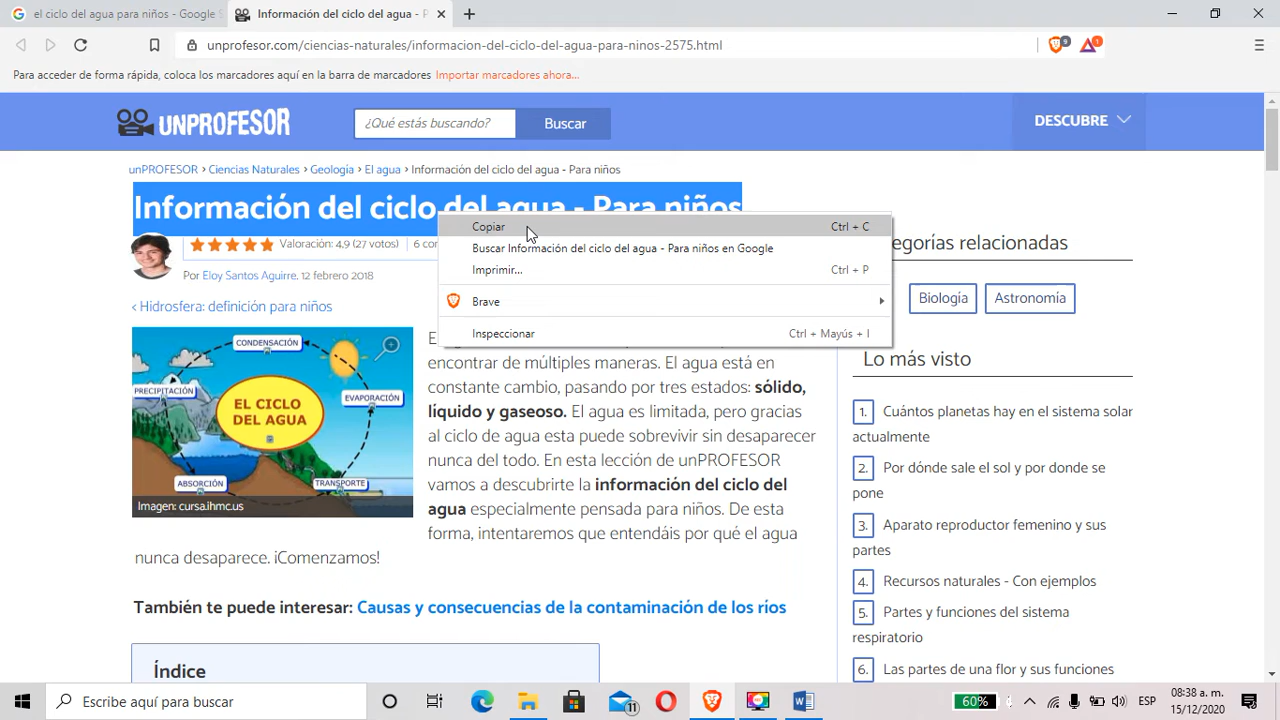 el ciclo del agua para niños - Google S
Información del ciclo del agua - P
unprofesor.com/ciencias-naturales/informacion-del-ciclo-del-agua-para-ninos-2575.html
9
1
Para acceder de forma rápida, coloca los marcadores aquí en la barra de marcadores Importar marcadores ahora...
UNPROFESOR
¿Qué estás buscando?
Buscar
DESCUBRE
unPROFESOR › Ciencias Naturales › Geología › El agua › Información del ciclo del agua - Para niños
Información del ciclo del agua - Para niños
Valoración: 4,9 (27 votos)
Por Eloy Santos Aguirre. 12 febrero 2018
Copiar Ctrl + C
Buscar Información del ciclo del agua - Para niños en Google
Imprimir... Ctrl + P
Brave
Inspeccionar Ctrl + Mayús + I
‹ Hidrosfera: definición para niños
CONDENSACIÓN
PRECIPITACIÓN
EVAPORACIÓN
EL CICLO
DEL AGUA
ABSORCIÓN
TRANSPORTE
Imagen: cursa.ihmc.us
encontrar de múltiples maneras. El agua está en
constante cambio, pasando por tres estados: sólido,
líquido y gaseoso. El agua es limitada, pero gracias
al ciclo de agua esta puede sobrevivir sin desaparecer
nunca del todo. En esta lección de unPROFESOR
vamos a descubrirte la información del ciclo del
agua especialmente pensada para niños. De esta
forma, intentaremos que entendáis por qué el agua
nunca desaparece. ¡Comenzamos!
También te puede interesar: Causas y consecuencias de la contaminación de los ríos
Índice
relacionadas
Biología
Astronomía
Lo más visto
1. Cuántos planetas hay en el sistema solar
actualmente
2. Por dónde sale el sol y por donde se
pone
3. Aparato reproductor femenino y sus
partes
4. Recursos naturales - Con ejemplos
5. Partes y funciones del sistema
respiratorio
6. Las partes de una flor y sus funciones
Escribe aquí para buscar
11
60%
ESP
08:38 a. m.
15/12/2020